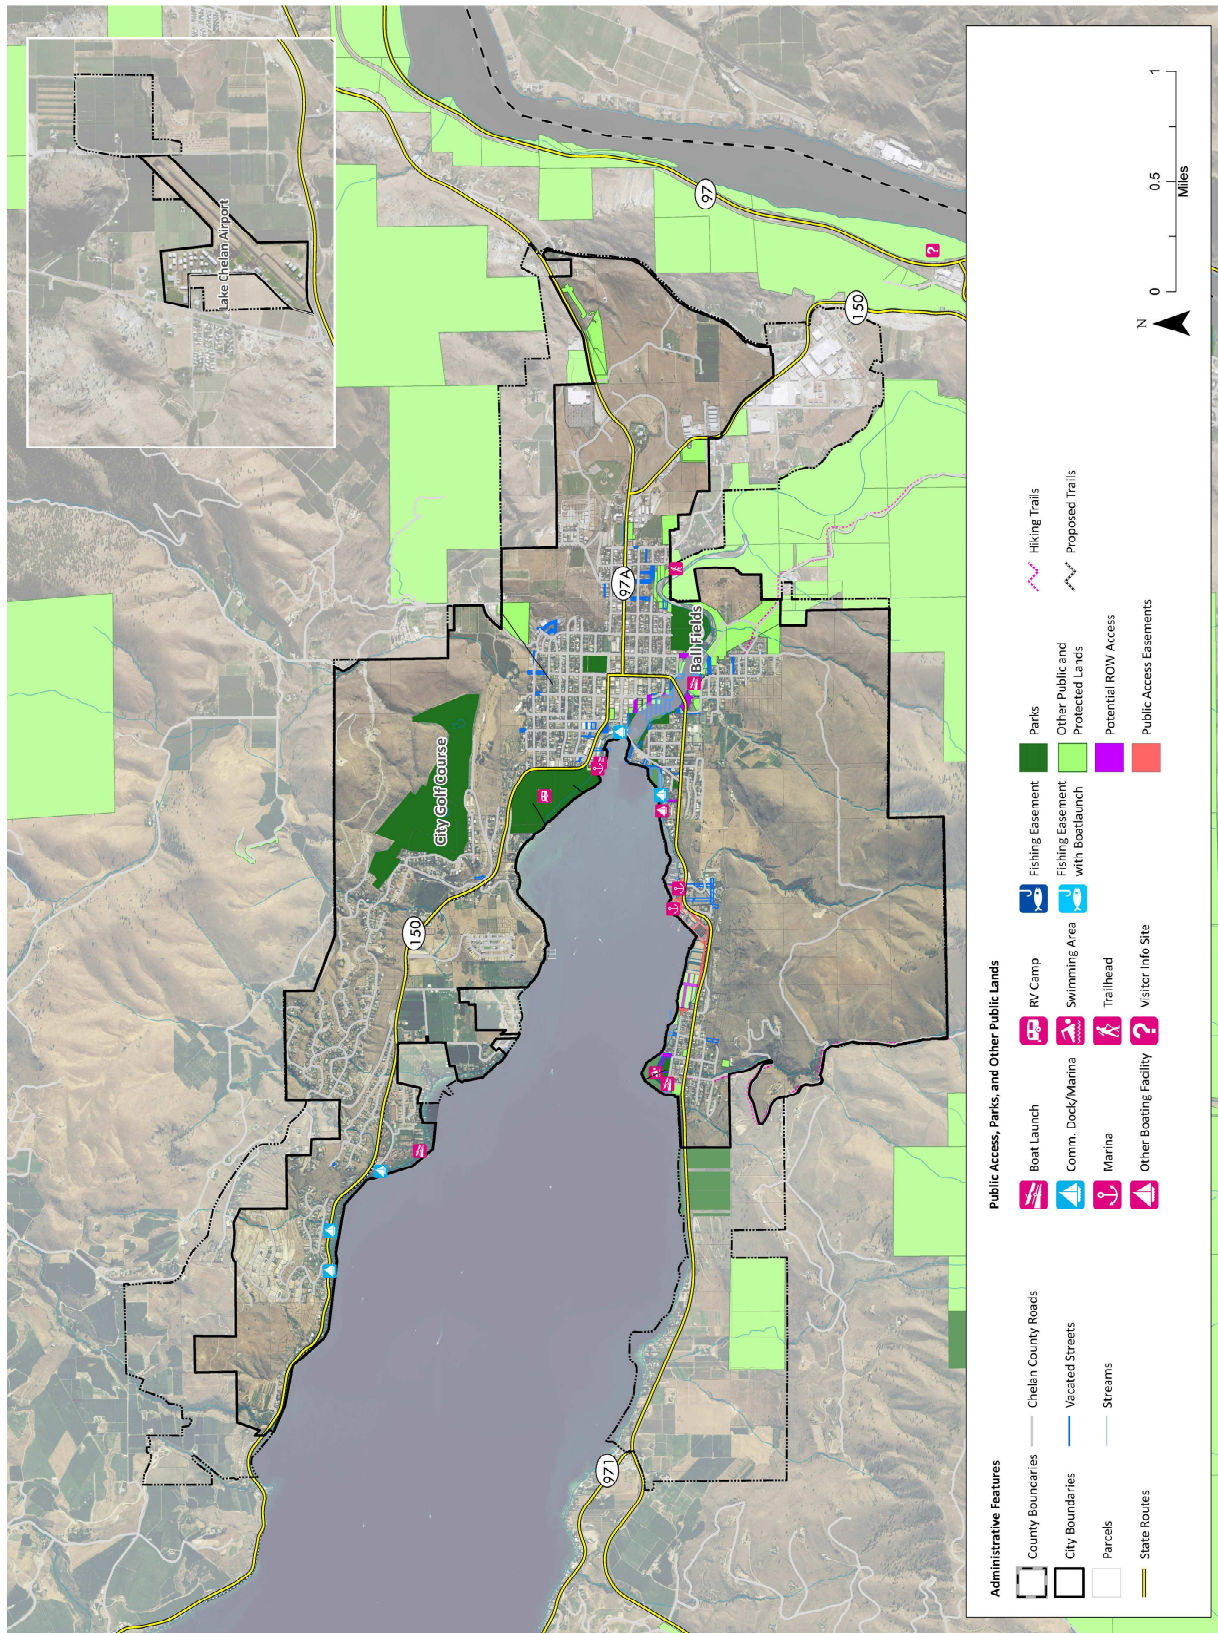 Lake Chelan Airport
City Golf Course
Ball Fields
150
97A
97
150
971
Administrative Features
County Boundaries
City Boundaries
Parcels
State Routes
Chelan County Roads
Vacated Streets
Streams
Public Access, Parks, and Other Public Lands
Boat Launch
Comm. Dock/Marina
Marina
Other Boating Facility
RV Camp
Swimming Area
Trailhead
Visitor Info Site
Fishing Easement
Fishing Easement
with Boatlaunch
Parks
Other Public and
Protected Lands
Potential ROW Access
Public Access Easements
Hiking Trails
Proposed Trails
N
0 0.5 1
Miles